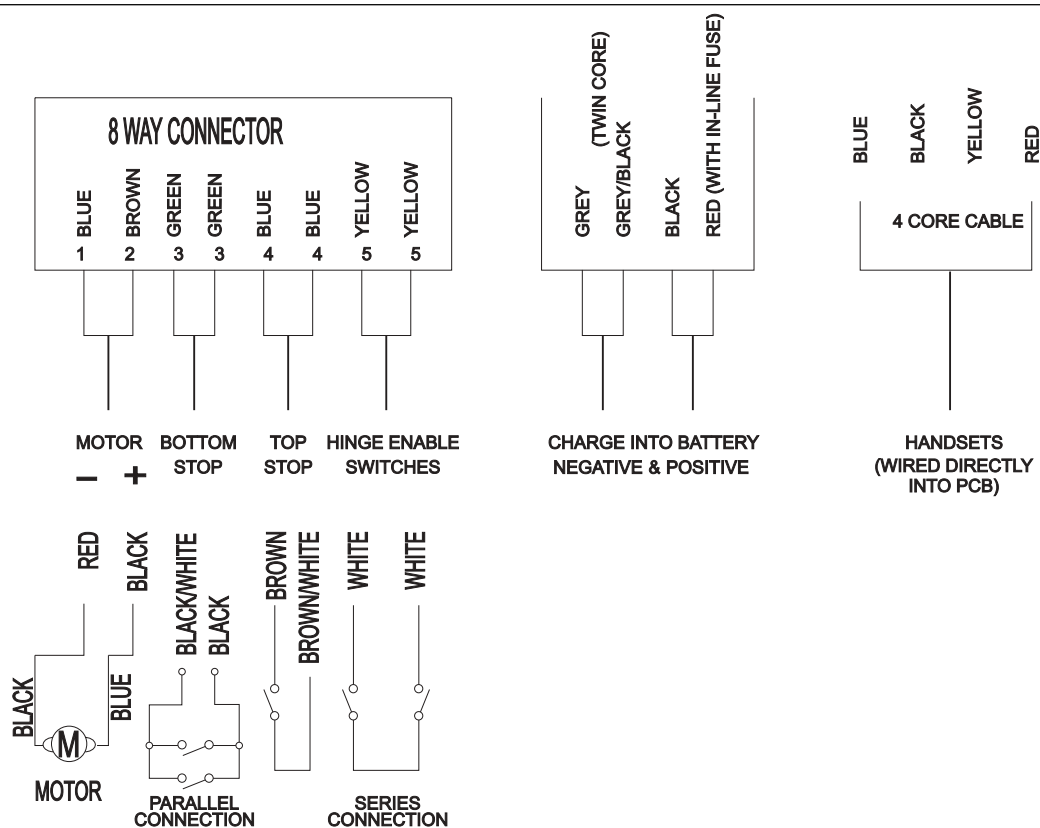 8 WAY CONNECTOR
BLUE
BROWN
GREEN
GREEN
BLUE
BLUE
YELLOW
YELLOW
1 2 3 3 4 4 5 5
MOTOR
− +
BOTTOM
STOP
TOP
STOP
HINGE ENABLE
SWITCHES
GREY
GREY/BLACK
(TWIN CORE)
BLACK
RED (WITH IN-LINE FUSE)
CHARGE INTO BATTERY
NEGATIVE & POSITIVE
BLUE
BLACK
YELLOW
RED
4 CORE CABLE
HANDSETS
(WIRED DIRECTLY
INTO PCB)
RED
BLACK
BLACK
BLUE
M
MOTOR
BLACK/WHITE
BLACK
PARALLEL
CONNECTION
BROWN
BROWN/WHITE
WHITE
WHITE
SERIES
CONNECTION